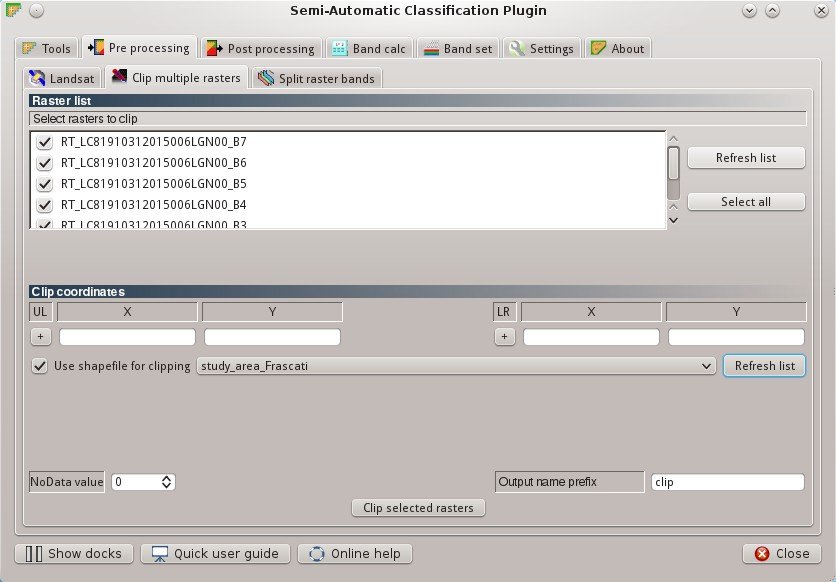 Semi-Automatic Classification Plugin
Tools Pre processing Post processing Band calc Band set Settings About
Landsat Clip multiple rasters Split raster bands
Raster list
Select rasters to clip
RT_LC81910312015006LGN00_B7
RT_LC81910312015006LGN00_B6
Refresh list
RT_LC81910312015006LGN00_B5
RT_LC81910312015006LGN00_B4
Select all
RT_LC81910312015006LGN00_B3
Clip coordinates
UL X Y LR X Y
+ +
Use shapefile for clipping study_area_Frascati Refresh list
NoData value 0 Output name prefix clip
Clip selected rasters
Show docks Quick user guide Online help Close